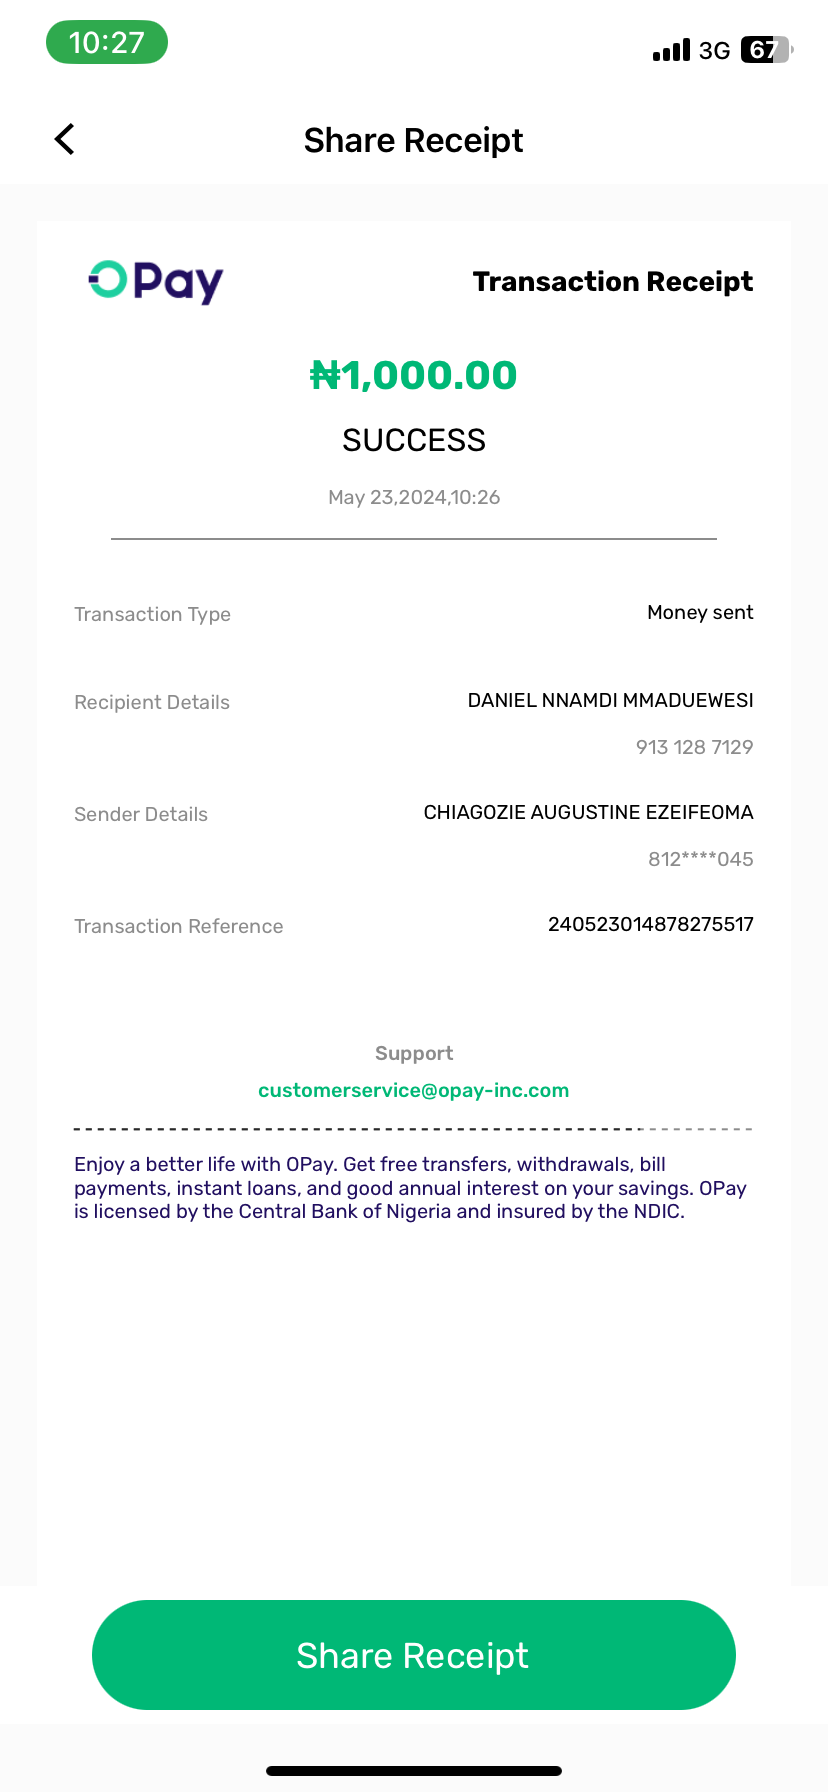 10:27
3G 67
Share Receipt
OPay
Transaction Receipt
₦1,000.00
SUCCESS
May 23,2024,10:26
Transaction Type
Money sent
Recipient Details
DANIEL NNAMDI MMADUEWESI
913 128 7129
Sender Details
CHIAGOZIE AUGUSTINE EZEIFEOMA
812****045
Transaction Reference
240523014878275517
Support
customerservice@opay-inc.com
Enjoy a better life with OPay. Get free transfers, withdrawals, bill
payments, instant loans, and good annual interest on your savings. OPay
is licensed by the Central Bank of Nigeria and insured by the NDIC.
Share Receipt